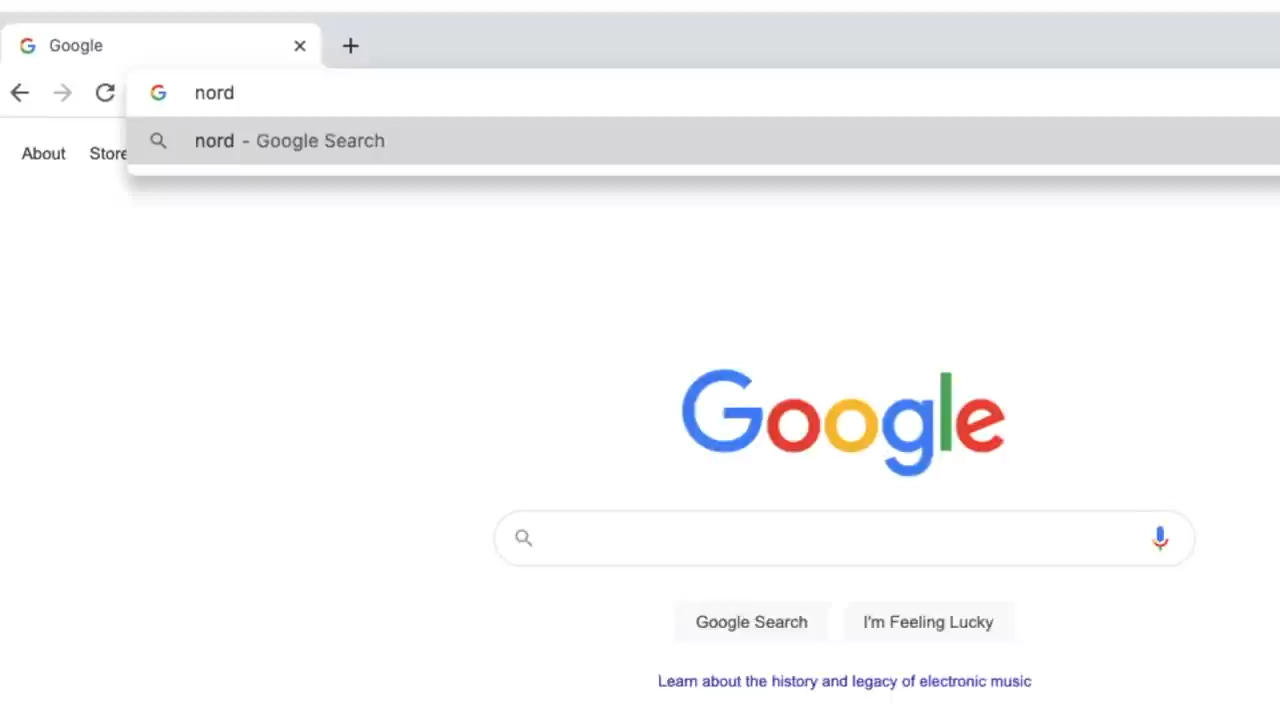 Google
nord
nord - Google Search
About Store
Google
Google Search I'm Feeling Lucky
Learn about the history and legacy of electronic music